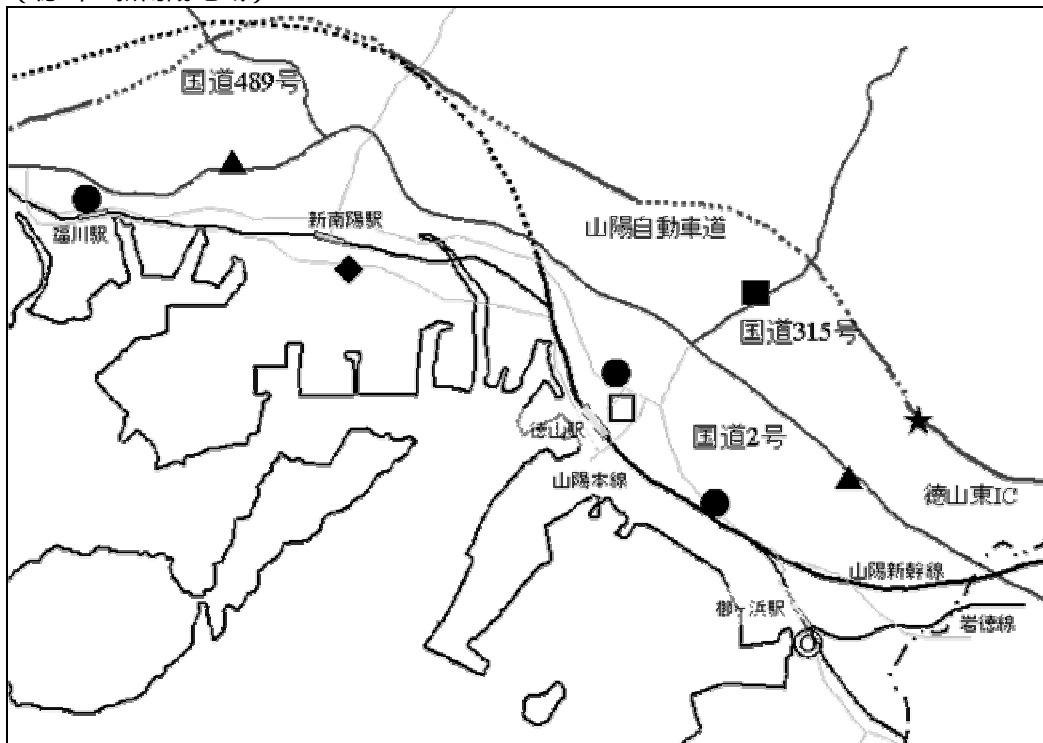 国道489号
新南陽駅
福川駅
山陽自動車道
国道315号
国道2号
徳山駅
山陽本線
徳山東IC
山陽新幹線
櫛ヶ浜駅
岩徳線